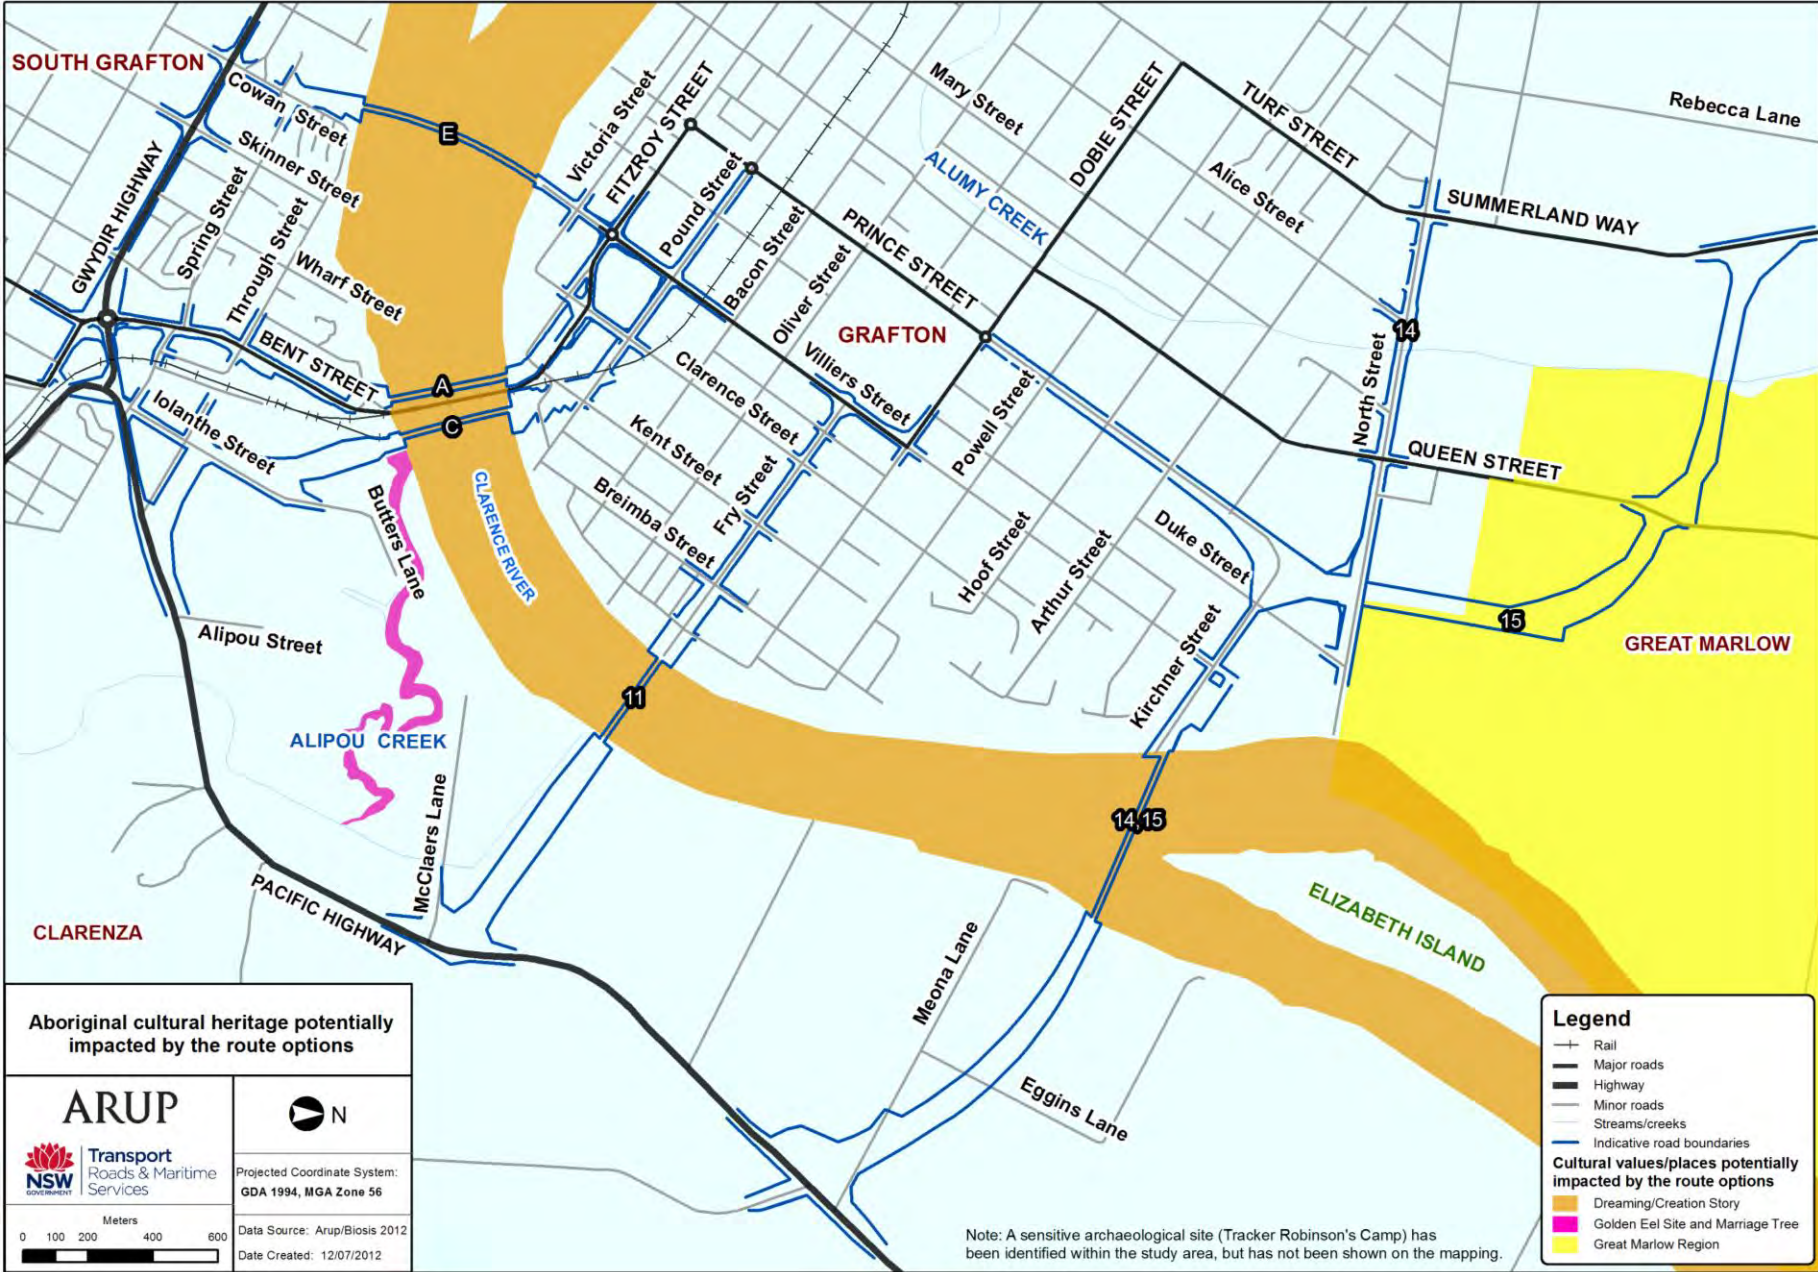 SOUTH GRAFTON
Cowan Street
Skinner Street
GWYDIR HIGHWAY
Spring Street
Through Street
Wharf Street
BENT STREET
Iolanthe Street
Butters Lane
Alipou Street
ALIPOU CREEK
McClaers Lane
PACIFIC HIGHWAY
CLARENZA
E
A
C
CLARENCE RIVER
11
Victoria Street
FITZROY STREET
Pound Street
Bacon Street
Oliver Street
PRINCE STREET
GRAFTON
Villiers Street
Clarence Street
Kent Street
Breimba Street
Fry Street
Powell Street
Hoof Street
Arthur Street
Duke Street
Kirchner Street
Mary Street
ALUMY CREEK
DOBIE STREET
TURF STREET
Alice Street
Rebecca Lane
SUMMERLAND WAY
14
North Street
QUEEN STREET
15
GREAT MARLOW
14,15
ELIZABETH ISLAND
Meona Lane
Eggins Lane
Aboriginal cultural heritage potentially
impacted by the route options
ARUP
NSW
GOVERNMENT
Transport
Roads & Maritime
Services
N
Projected Coordinate System:
GDA 1994, MGA Zone 56
Meters
0 100 200 400 600
Data Source: Arup/Biosis 2012
Date Created: 12/07/2012
Note: A sensitive archaeological site (Tracker Robinson's Camp) has
been identified within the study area, but has not been shown on the mapping.
Legend
Rail
Major roads
Highway
Minor roads
Streams/creeks
Indicative road boundaries
Cultural values/places potentially
impacted by the route options
Dreaming/Creation Story
Golden Eel Site and Marriage Tree
Great Marlow Region